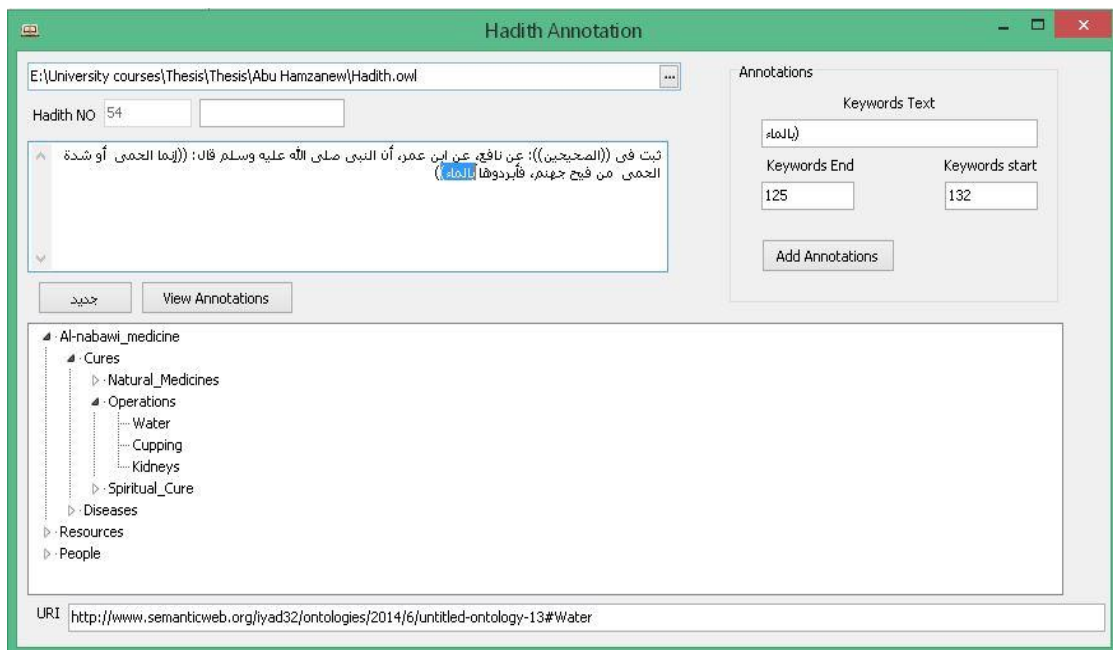 Hadith Annotation
E:\University courses\Thesis\Thesis\Abu Hamzanew\Hadith.owl
...
Hadith NO 54
ثبت في ((الصحيحين)): عن نافع، عن ابن عمر، أن النبي صلى الله عليه وسلم قال: ((إنما الحمى أو شدة
الحمى من فيح جهنم، فأبردوها بالماء))
جديد
View Annotations
Annotations
Keywords Text
بالماء)
Keywords End
Keywords start
125
132
Add Annotations
Al-nabawi_medicine
Cures
Natural_Medicines
Operations
Water
Cupping
Kidneys
Spiritual_Cure
Diseases
Resources
People
URI http://www.semanticweb.org/iyad32/ontologies/2014/6/untitled-ontology-13#Water